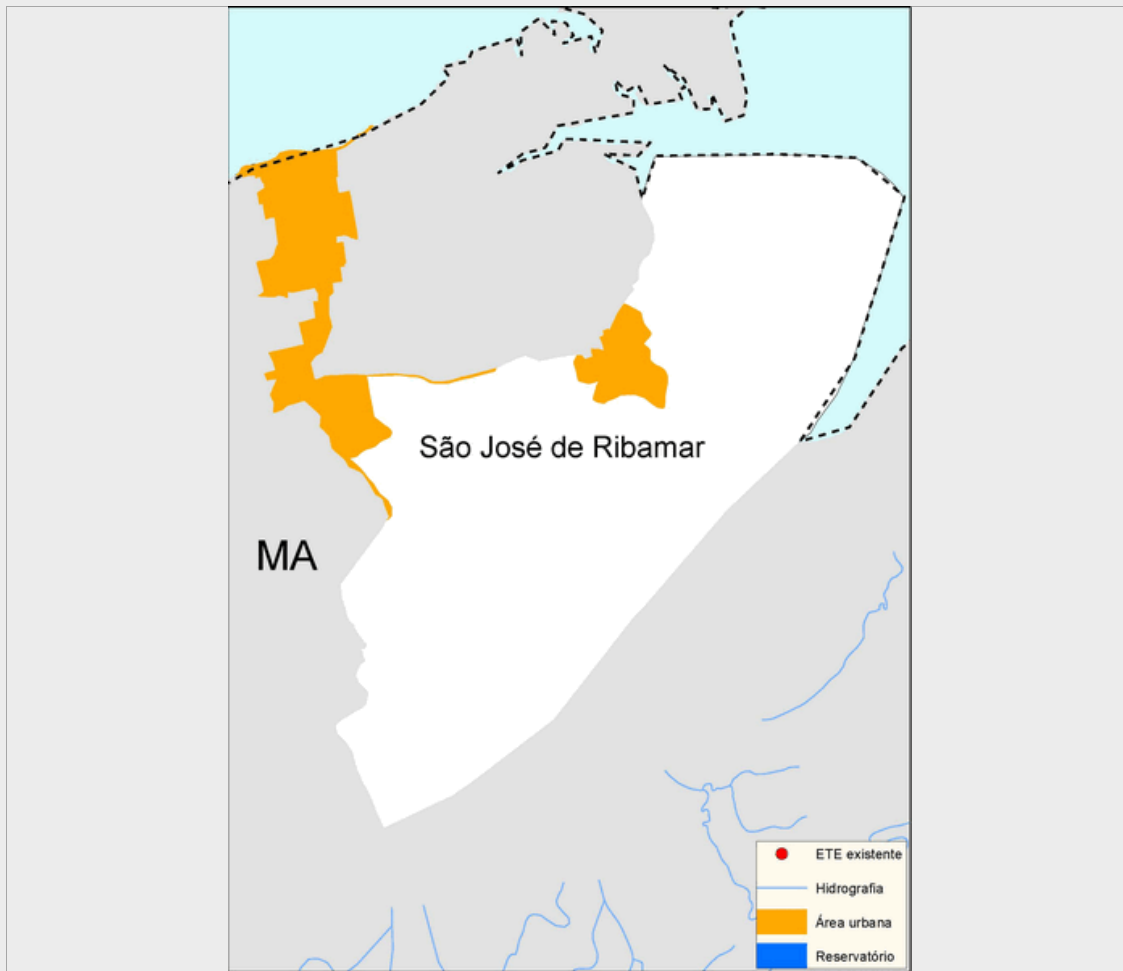 São José de Ribamar
MA
ETE existente
Hidrografia
Área urbana
Reservatório